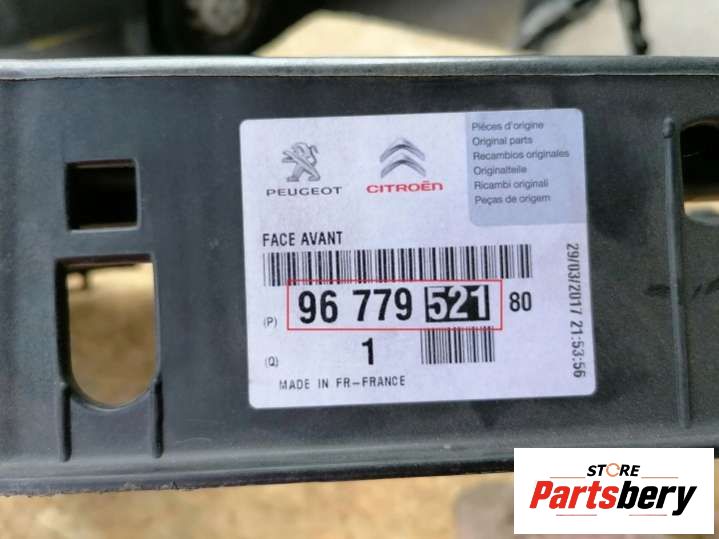 PEUGEOT
CITROËN
Pièces d'origine
Original parts
Recambios originales
Originalteile
Ricambi originali
Peças de origem
FACE AVANT
(P) 96 779 521 80
(Q) 1
MADE IN FR-FRANCE
29/03/2017 21:53:56
STORE
Partsbery